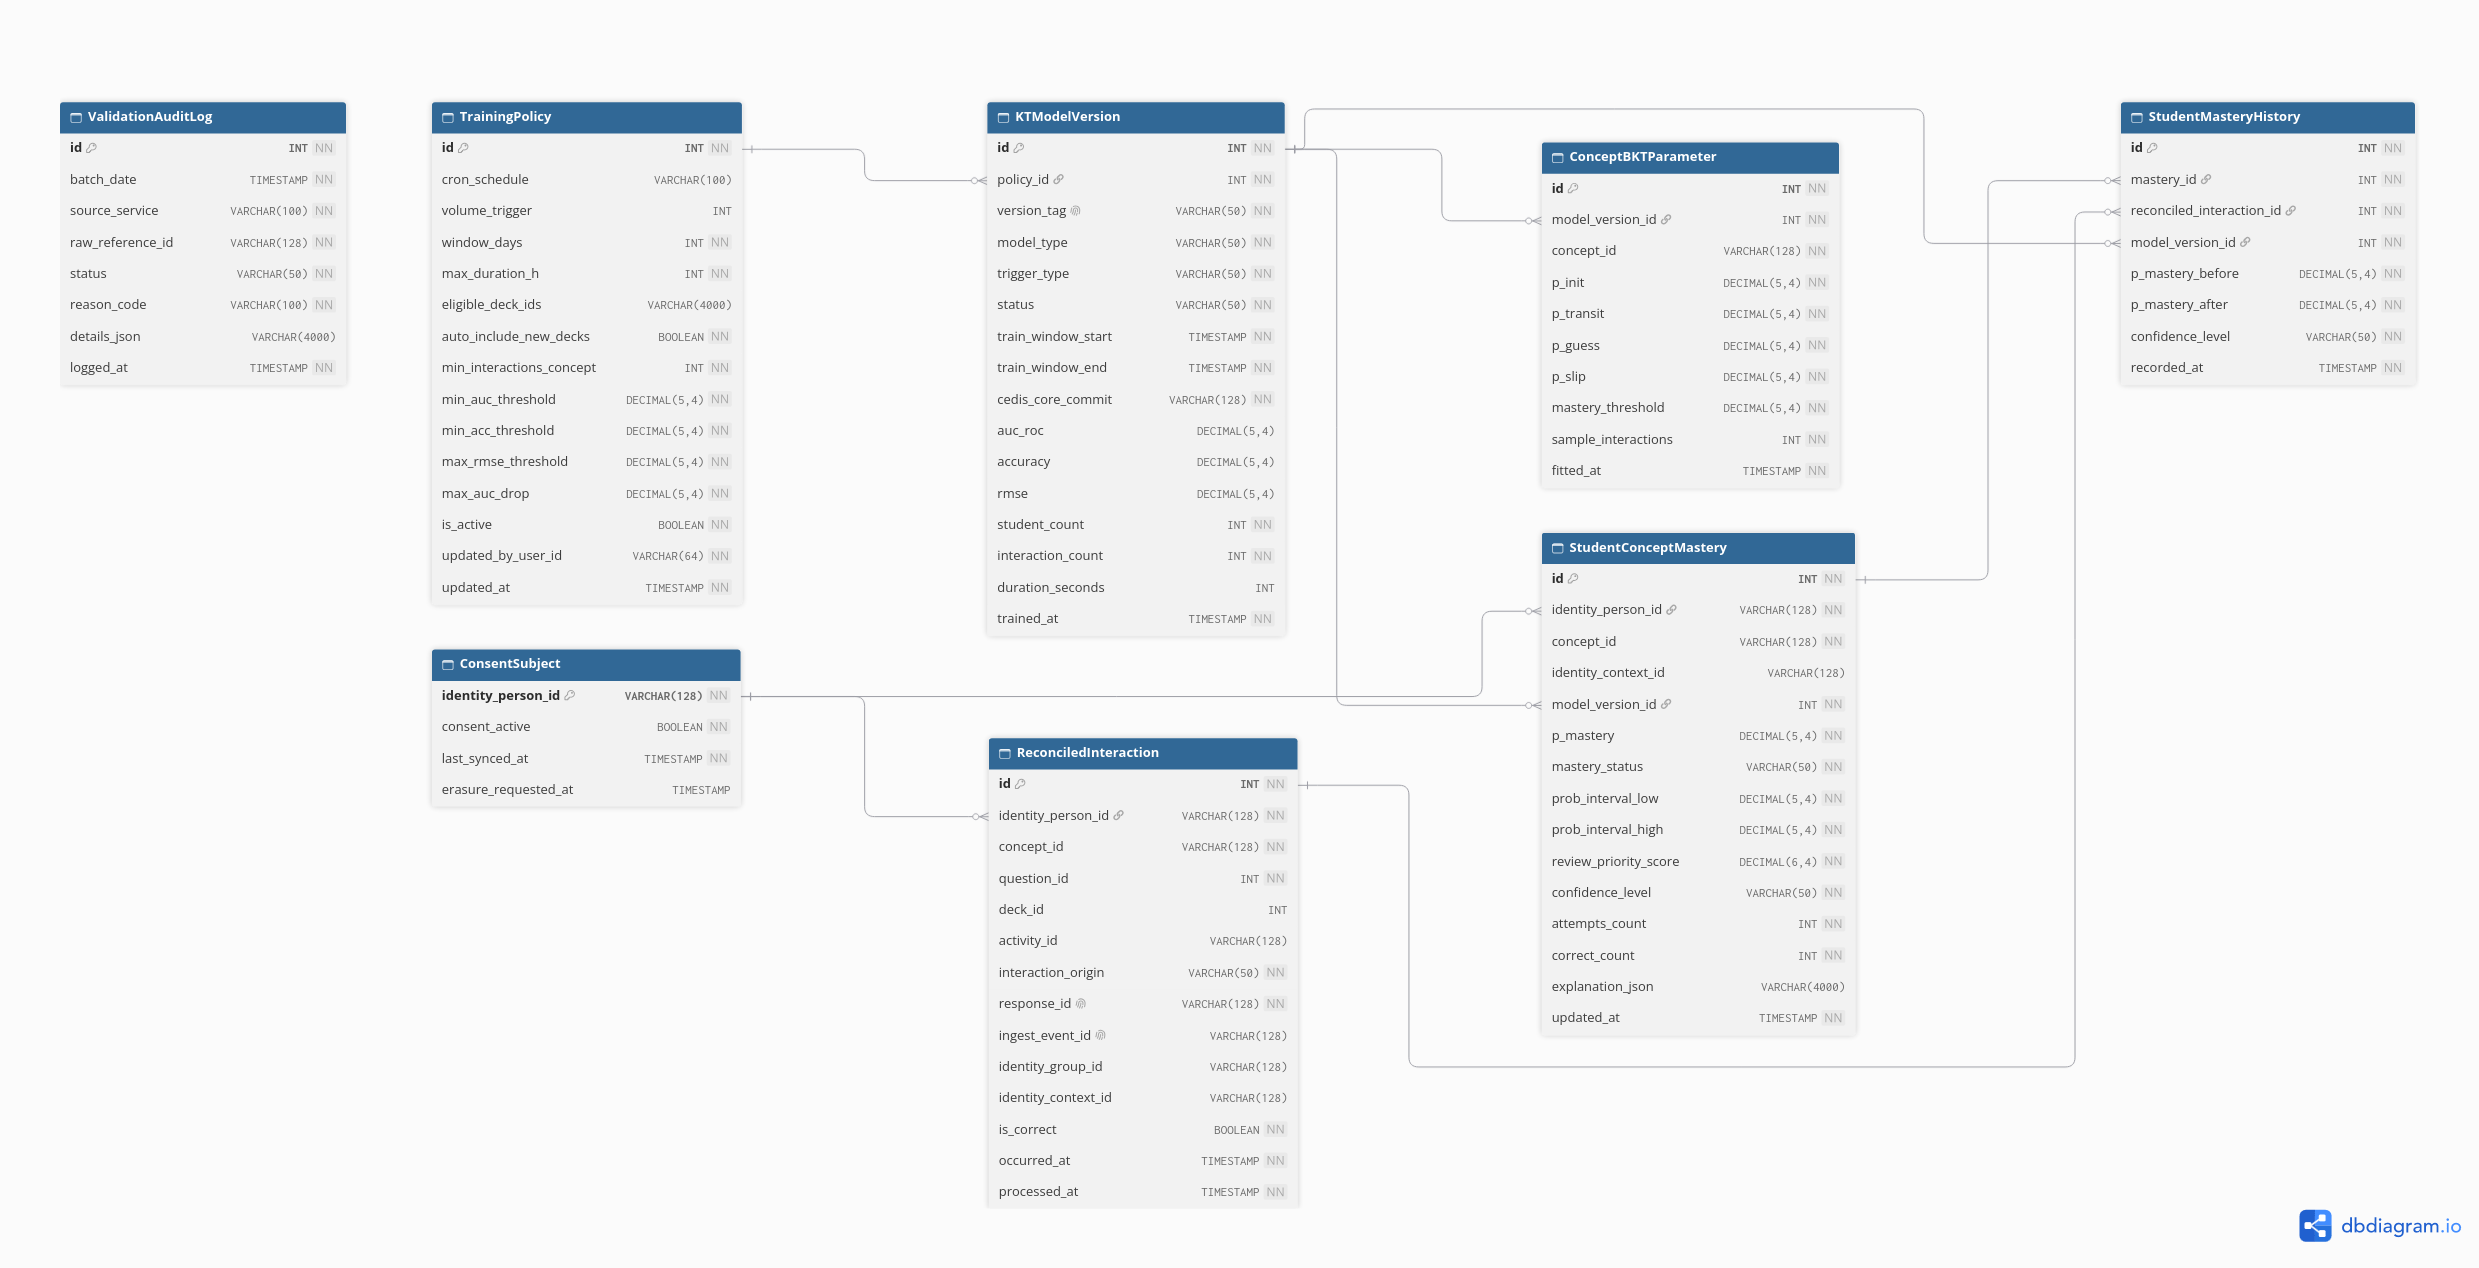 ValidationAuditLog
id INT NN
batch_date TIMESTAMP NN
source_service VARCHAR(100) NN
raw_reference_id VARCHAR(128) NN
status VARCHAR(50) NN
reason_code VARCHAR(100) NN
details_json VARCHAR(4000)
logged_at TIMESTAMP NN
TrainingPolicy
id INT NN
cron_schedule VARCHAR(100)
volume_trigger INT
window_days INT NN
max_duration_h INT NN
eligible_deck_ids VARCHAR(4000)
auto_include_new_decks BOOLEAN NN
min_interactions_concept INT NN
min_auc_threshold DECIMAL(5,4) NN
min_acc_threshold DECIMAL(5,4) NN
max_rmse_threshold DECIMAL(5,4) NN
max_auc_drop DECIMAL(5,4) NN
is_active BOOLEAN NN
updated_by_user_id VARCHAR(64) NN
updated_at TIMESTAMP NN
ConsentSubject
identity_person_id VARCHAR(128) NN
consent_active BOOLEAN NN
last_synced_at TIMESTAMP NN
erasure_requested_at TIMESTAMP
KTModelVersion
id INT NN
policy_id INT NN
version_tag VARCHAR(50) NN
model_type VARCHAR(50) NN
trigger_type VARCHAR(50) NN
status VARCHAR(50) NN
train_window_start TIMESTAMP NN
train_window_end TIMESTAMP NN
cedis_core_commit VARCHAR(128) NN
auc_roc DECIMAL(5,4)
accuracy DECIMAL(5,4)
rmse DECIMAL(5,4)
student_count INT NN
interaction_count INT NN
duration_seconds INT
trained_at TIMESTAMP NN
ReconciledInteraction
id INT NN
identity_person_id VARCHAR(128) NN
concept_id VARCHAR(128) NN
question_id INT NN
deck_id INT
activity_id VARCHAR(128)
interaction_origin VARCHAR(50) NN
response_id VARCHAR(128) NN
ingest_event_id VARCHAR(128)
identity_group_id VARCHAR(128)
identity_context_id VARCHAR(128)
is_correct BOOLEAN NN
occurred_at TIMESTAMP NN
processed_at TIMESTAMP NN
ConceptBKTParameter
id INT NN
model_version_id INT NN
concept_id VARCHAR(128) NN
p_init DECIMAL(5,4) NN
p_transit DECIMAL(5,4) NN
p_guess DECIMAL(5,4) NN
p_slip DECIMAL(5,4) NN
mastery_threshold DECIMAL(5,4) NN
sample_interactions INT NN
fitted_at TIMESTAMP NN
StudentConceptMastery
id INT NN
identity_person_id VARCHAR(128) NN
concept_id VARCHAR(128) NN
identity_context_id VARCHAR(128)
model_version_id INT NN
p_mastery DECIMAL(5,4) NN
mastery_status VARCHAR(50) NN
prob_interval_low DECIMAL(5,4) NN
prob_interval_high DECIMAL(5,4) NN
review_priority_score DECIMAL(6,4) NN
confidence_level VARCHAR(50) NN
attempts_count INT NN
correct_count INT NN
explanation_json VARCHAR(4000)
updated_at TIMESTAMP NN
StudentMasteryHistory
id INT NN
mastery_id INT NN
reconciled_interaction_id INT NN
model_version_id INT NN
p_mastery_before DECIMAL(5,4) NN
p_mastery_after DECIMAL(5,4) NN
confidence_level VARCHAR(50) NN
recorded_at TIMESTAMP NN
dbdiagram.io